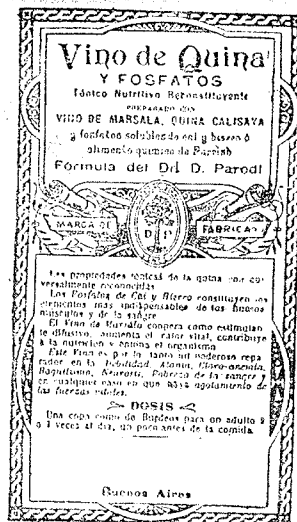 Vino de Quina
Y FOSFATOS
Tónico Nutritivo Reconstituyente
PREPARADO CON
VINO DE MARSALA, QUINA CALISAYA
y fosfatos solubles de cal y hierro ó
alimento químico de Parrish
Fórmula del Dr. D. Parodi
MARCA DE
D P
FABRICA
Las propiedades tónicas de la quina son universalmente reconocidas
Los Fosfatos de Cal y Hierro constituyen los
elementos más indispensables de los huesos
músculos y de la sangre
El Vino de Marsala coopera como estimulan-
te difusivo, aumenta el calor vital, contribuye
á la nutrición y entona el organismo
Este Vino es por lo tanto un poderoso repa-
rador en la Debilidad, Atonía, Cloro-anemia,
Raquitismo, Neurosis, Pobreza de la sangre y
en cualquier caso en que haya agotamiento de
las fuerzas vitales.
DOSIS
Una copa como de Burdeos para un adulto 2
o 3 veces al día, un poco antes de la comida
Buenos Aires